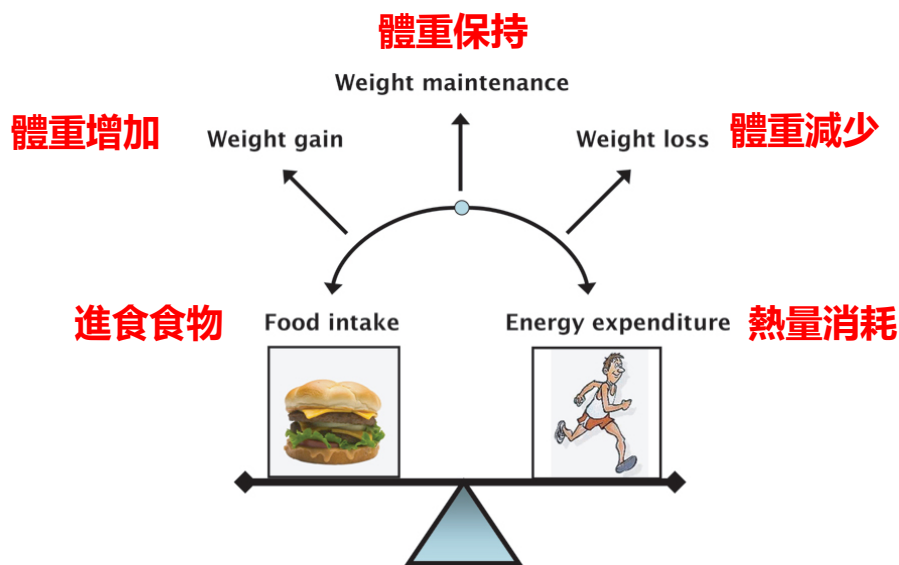 體重保持
Weight maintenance
體重增加
Weight gain
Weight loss
體重減少
進食食物
Food intake
Energy expenditure
熱量消耗